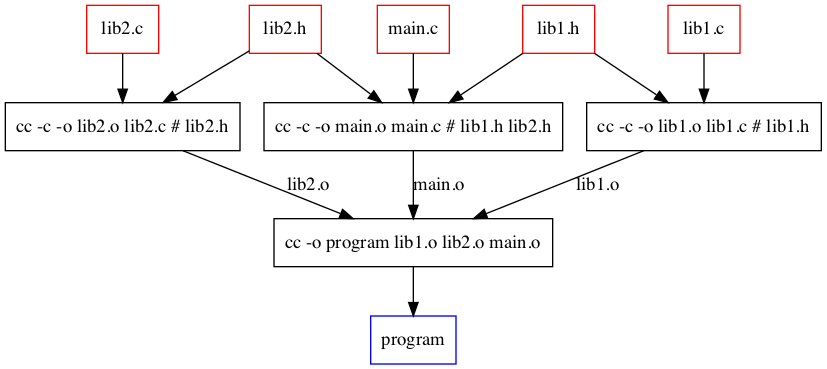 lib2.c
lib2.h
main.c
lib1.h
lib1.c
cc -c -o lib2.o lib2.c # lib2.h
cc -c -o main.o main.c # lib1.h lib2.h
cc -c -o lib1.o lib1.c # lib1.h
lib2.o
main.o
lib1.o
cc -o program lib1.o lib2.o main.o
program